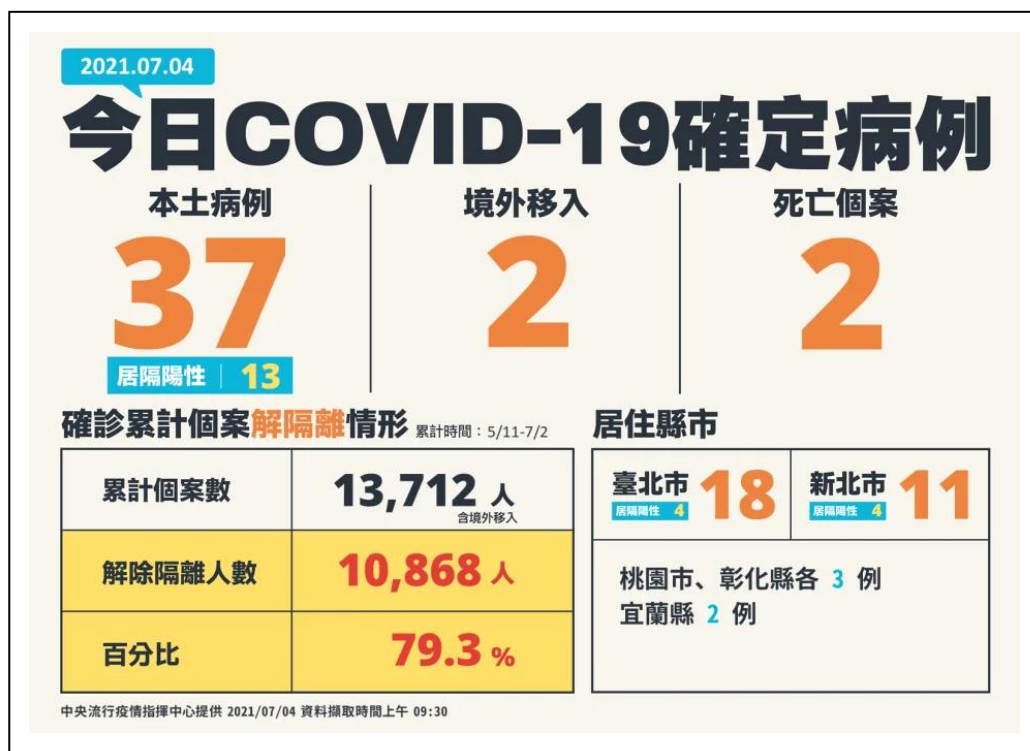 2021.07.04
今日COVID-19確定病例
本土病例
37
居隔陽性 | 13
境外移入
2
死亡個案
2
確診累計個案解隔離情形 累計時間：5/11-7/2
累計個案數 13,712 人
含境外移入
解除隔離人數 10,868 人
百分比 79.3 %
居住縣市
臺北市 18
居隔陽性 4
新北市 11
居隔陽性 4
桃園市、彰化縣各 3 例
宜蘭縣 2 例
中央流行疫情指揮中心提供 2021/07/04 資料擷取時間上午 09:30